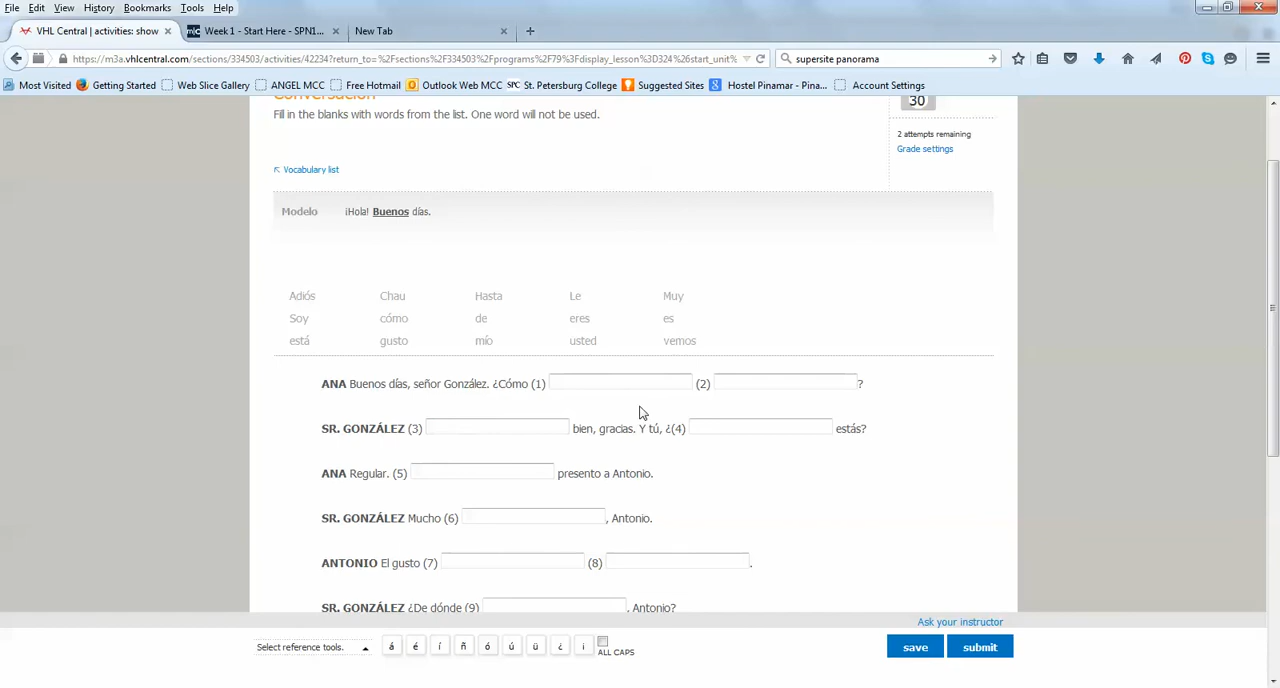 File Edit View History Bookmarks Tools Help
VHL Central | activities: show × Week 1 - Start Here - SPN1... × New Tab × +
https://m3a.vhlcentral.com/sections/334503/activities/42234?return_to=%2Fsections%2F334503%2Fprograms%2F79%3Fdisplay_lesson%3D324%26start_unit% supersite panorama
Most Visited Getting Started Web Slice Gallery ANGEL MCC Free Hotmail Outlook Web MCC SPC St. Petersburg College Suggested Sites Hostel Pinamar - Pina... Account Settings
Conversación
30
Fill in the blanks with words from the list. One word will not be used.
2 attempts remaining
Grade settings
Vocabulary list
Modelo ¡Hola! Buenos días.
Adiós Chau Hasta Le Muy
Soy cómo de eres es
está gusto mío usted vemos
ANA Buenos días, señor González. ¿Cómo (1) (2) ?
SR. GONZÁLEZ (3) bien, gracias. Y tú, ¿(4) estás?
ANA Regular. (5) presento a Antonio.
SR. GONZÁLEZ Mucho (6) , Antonio.
ANTONIO El gusto (7) (8) .
SR. GONZÁLEZ ¿De dónde (9) , Antonio?
Ask your instructor
Select reference tools. á é í ñ ó ú ü ¿ ¡ ALL CAPS save submit